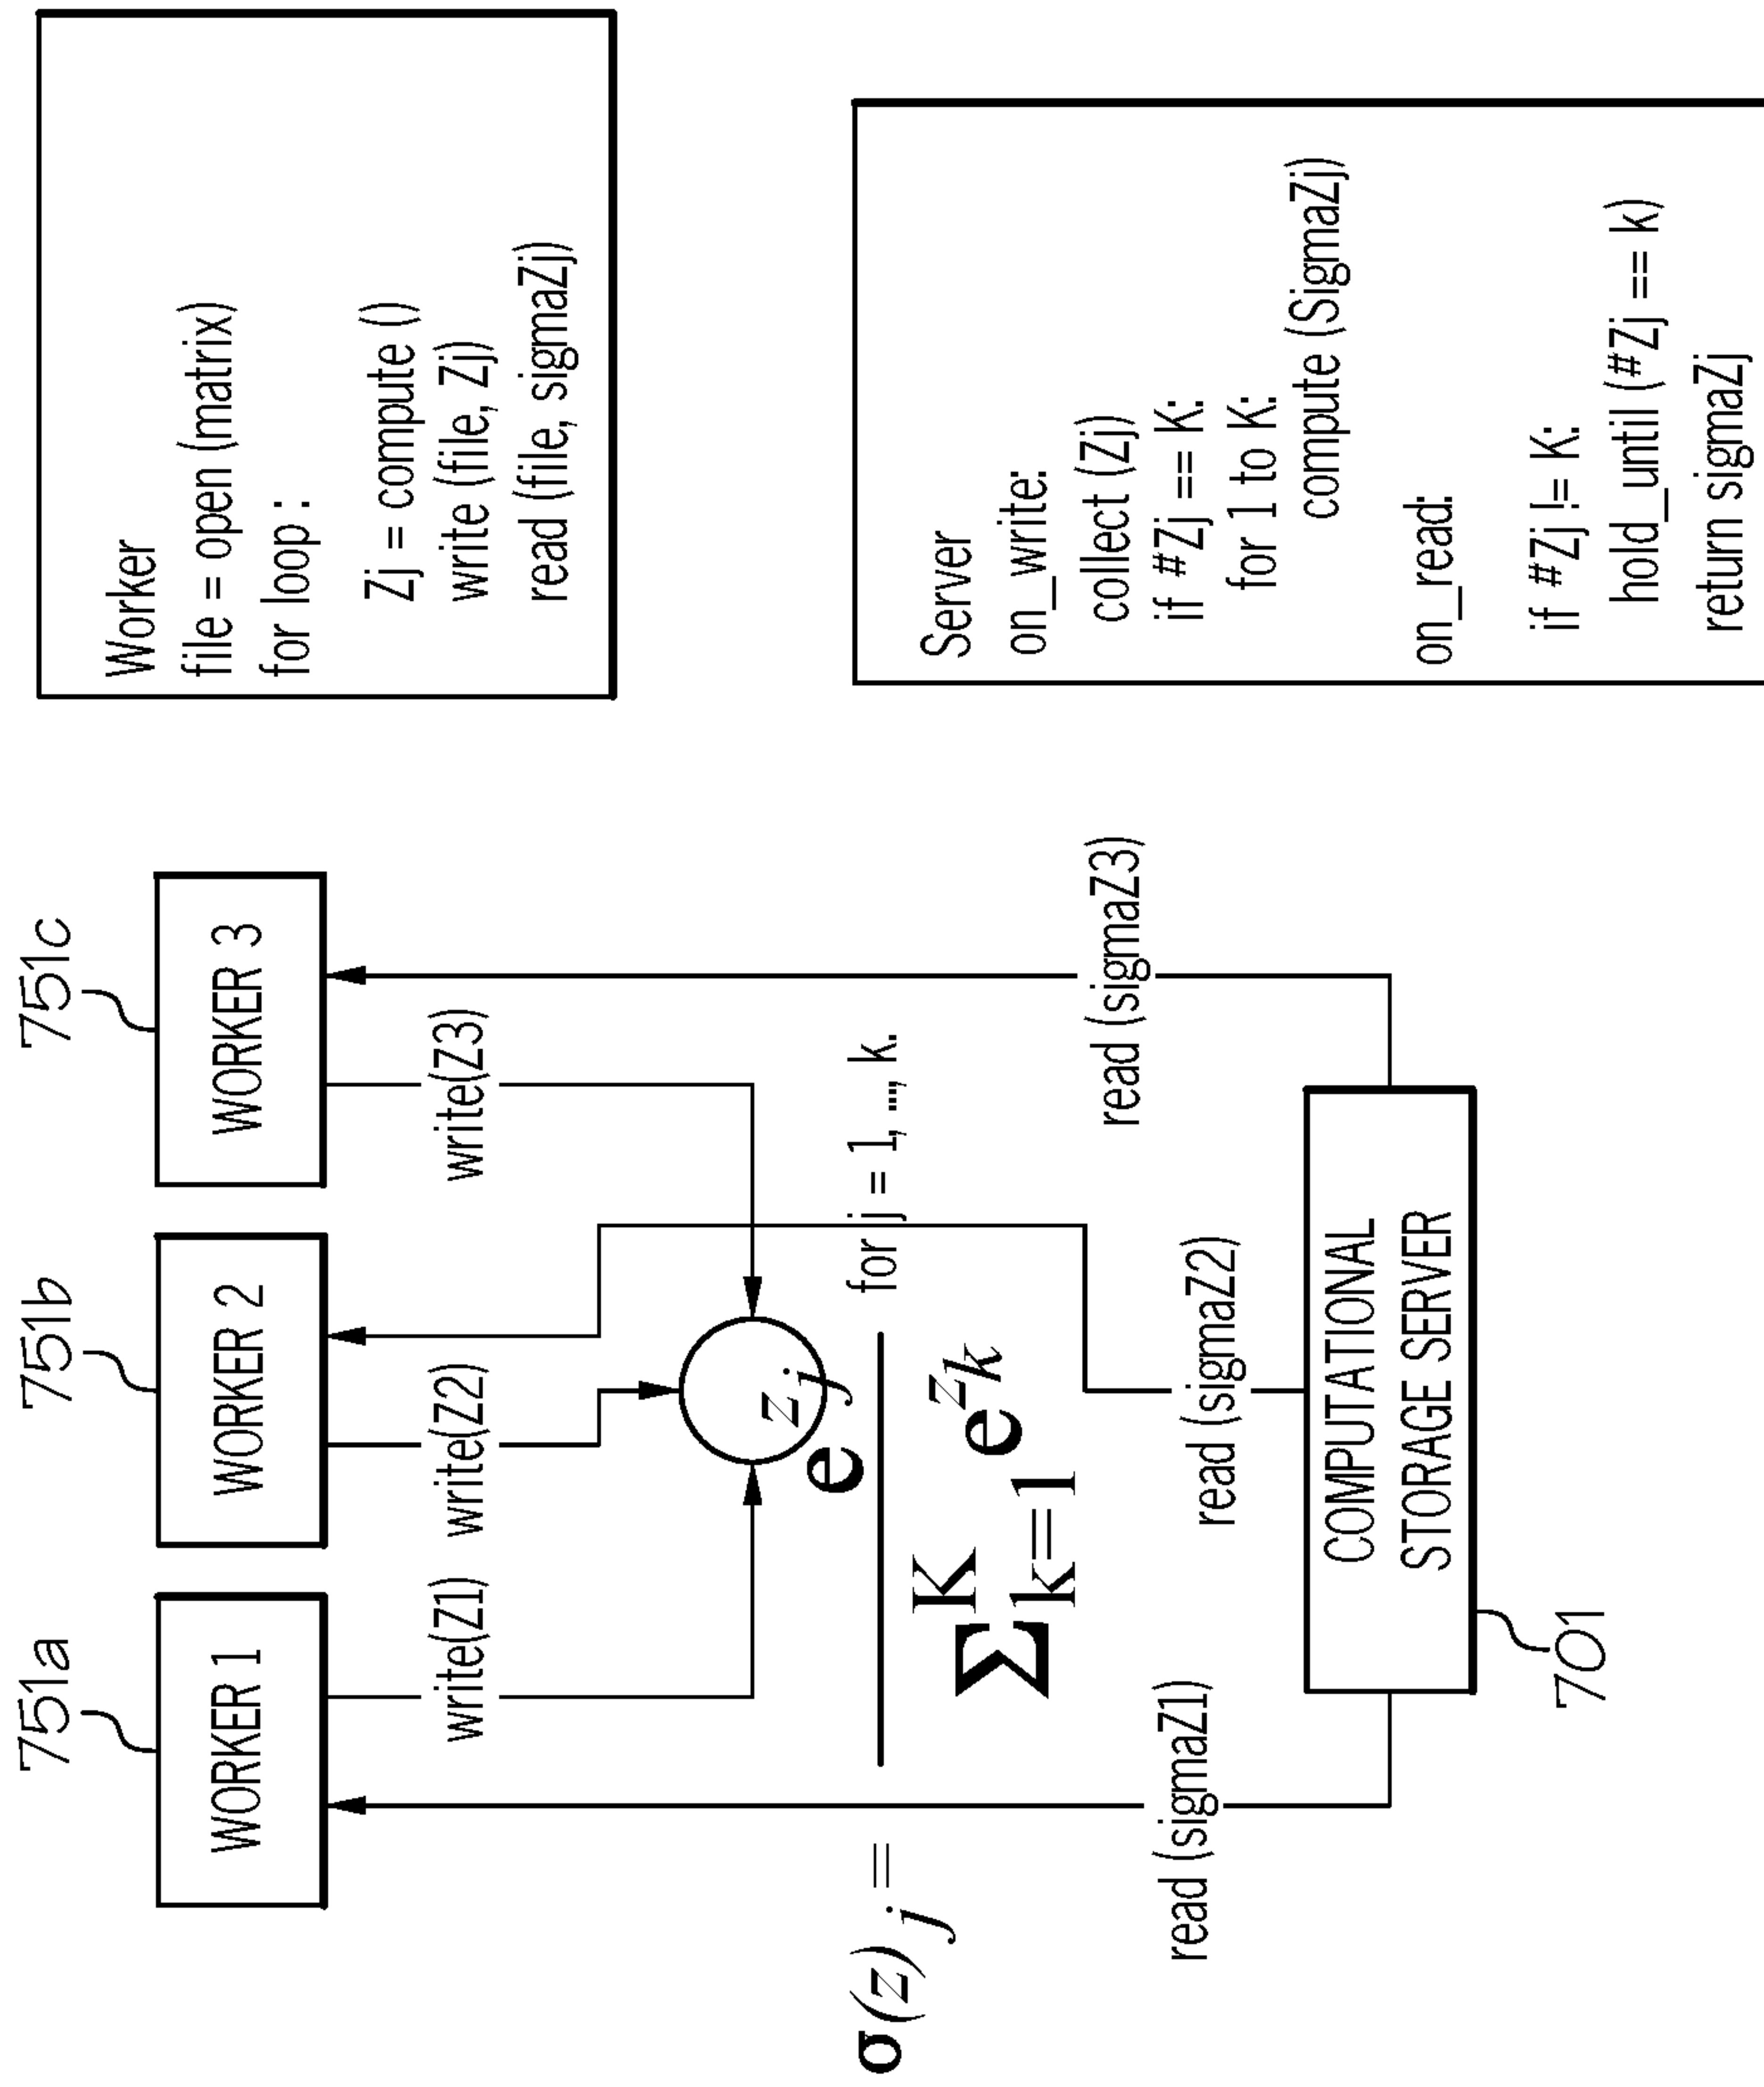 751a
751b
751c
WORKER 1
WORKER 2
WORKER 3
write(Z1)
write(Z2)
write(Z3)
σ(z) j = e z j / Σ K k=1 e z k for j = 1, ..., k.
read (sigmaZ1)
read (sigmaZ2)
read (sigmaZ3)
COMPUTATIONAL
STORAGE SERVER
701
Worker
file = open (matrix)
for loop :
Zj = compute ()
write (file, Zj)
read (file, sigmaZj)
Server
on_write:
collect (Zj)
if #Zj == K:
for 1 to K:
compute (SigmaZj)
on_read:
if #Zj != K:
hold_until (#Zj == k)
return sigmaZj